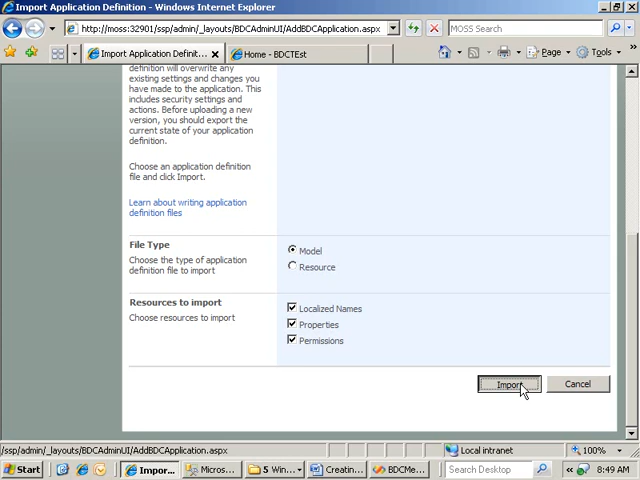 Import Application Definition - Windows Internet Explorer
http://moss:32901/ssp/admin/_layouts/BDCAdminUI/AddBDCApplication.aspx
MOSS Search
Import Application Definit...
Home - BDCTEst
Page
Tools
definition will overwrite any
existing settings and changes you
have made to the application. This
includes security settings and
actions. Before uploading a new
version, you should export the
current state of your application
definition.
Choose an application definition
file and click Import.
Learn about writing application
definition files
File Type
Choose the type of application
definition file to import
Model
Resource
Resources to import
Choose resources to import
Localized Names
Properties
Permissions
Import
Cancel
/ssp/admin/_layouts/BDCAdminUI/AddBDCApplication.aspx
Local intranet
100%
Start
Impor...
Micros...
5 Win...
Creatin...
BDCMe...
Search Desktop
8:49 AM